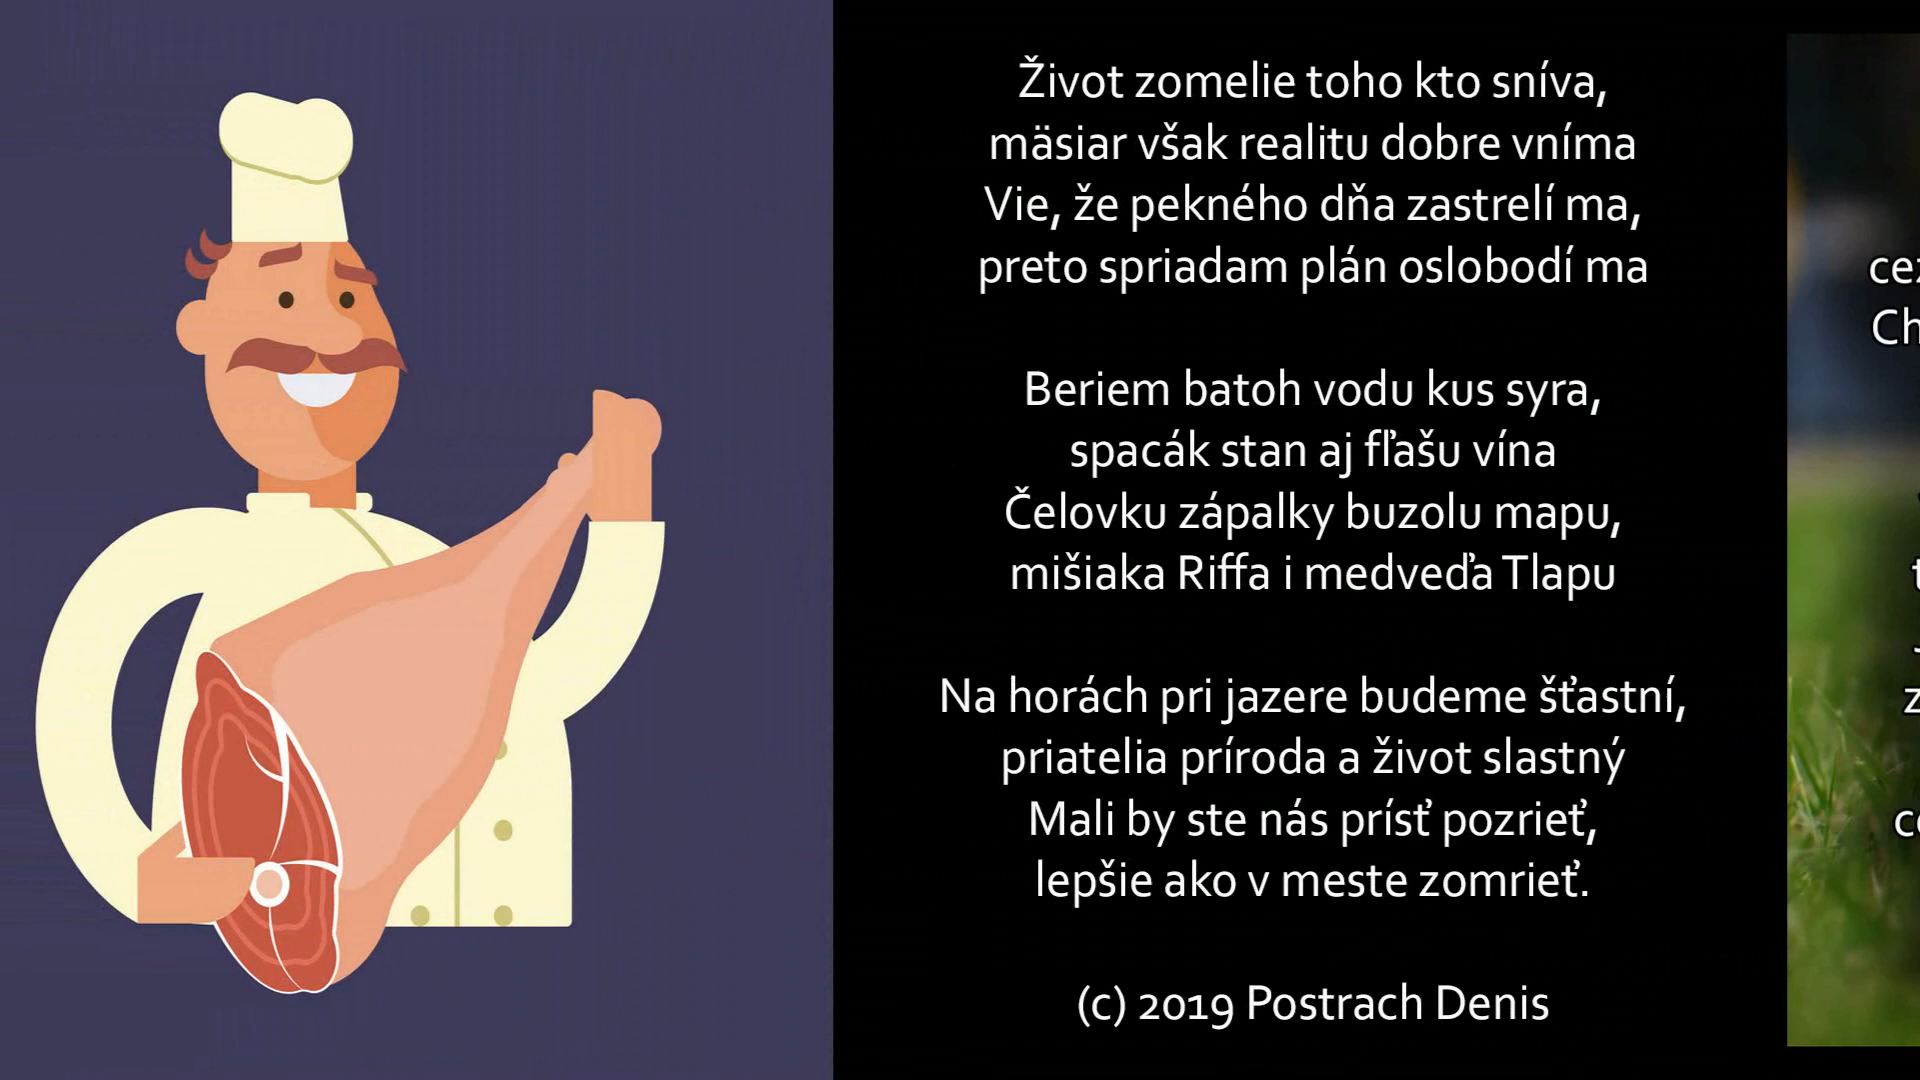 Život zomelie toho kto sníva,
mäsiar však realitu dobre vníma
Vie, že pekného dňa zastrelí ma,
preto spriadam plán oslobodí ma
Beriem batoh vodu kus syra,
spacák stan aj fľašu vína
Čelovku zápalky buzolu mapu,
mišiaka Riffa i medveďa Tlapu
Na horách pri jazere budeme šťastní,
priatelia príroda a život slastný
Mali by ste nás prísť pozrieť,
lepšie ako v meste zomrieť.
(c) 2019 Postrach Denis